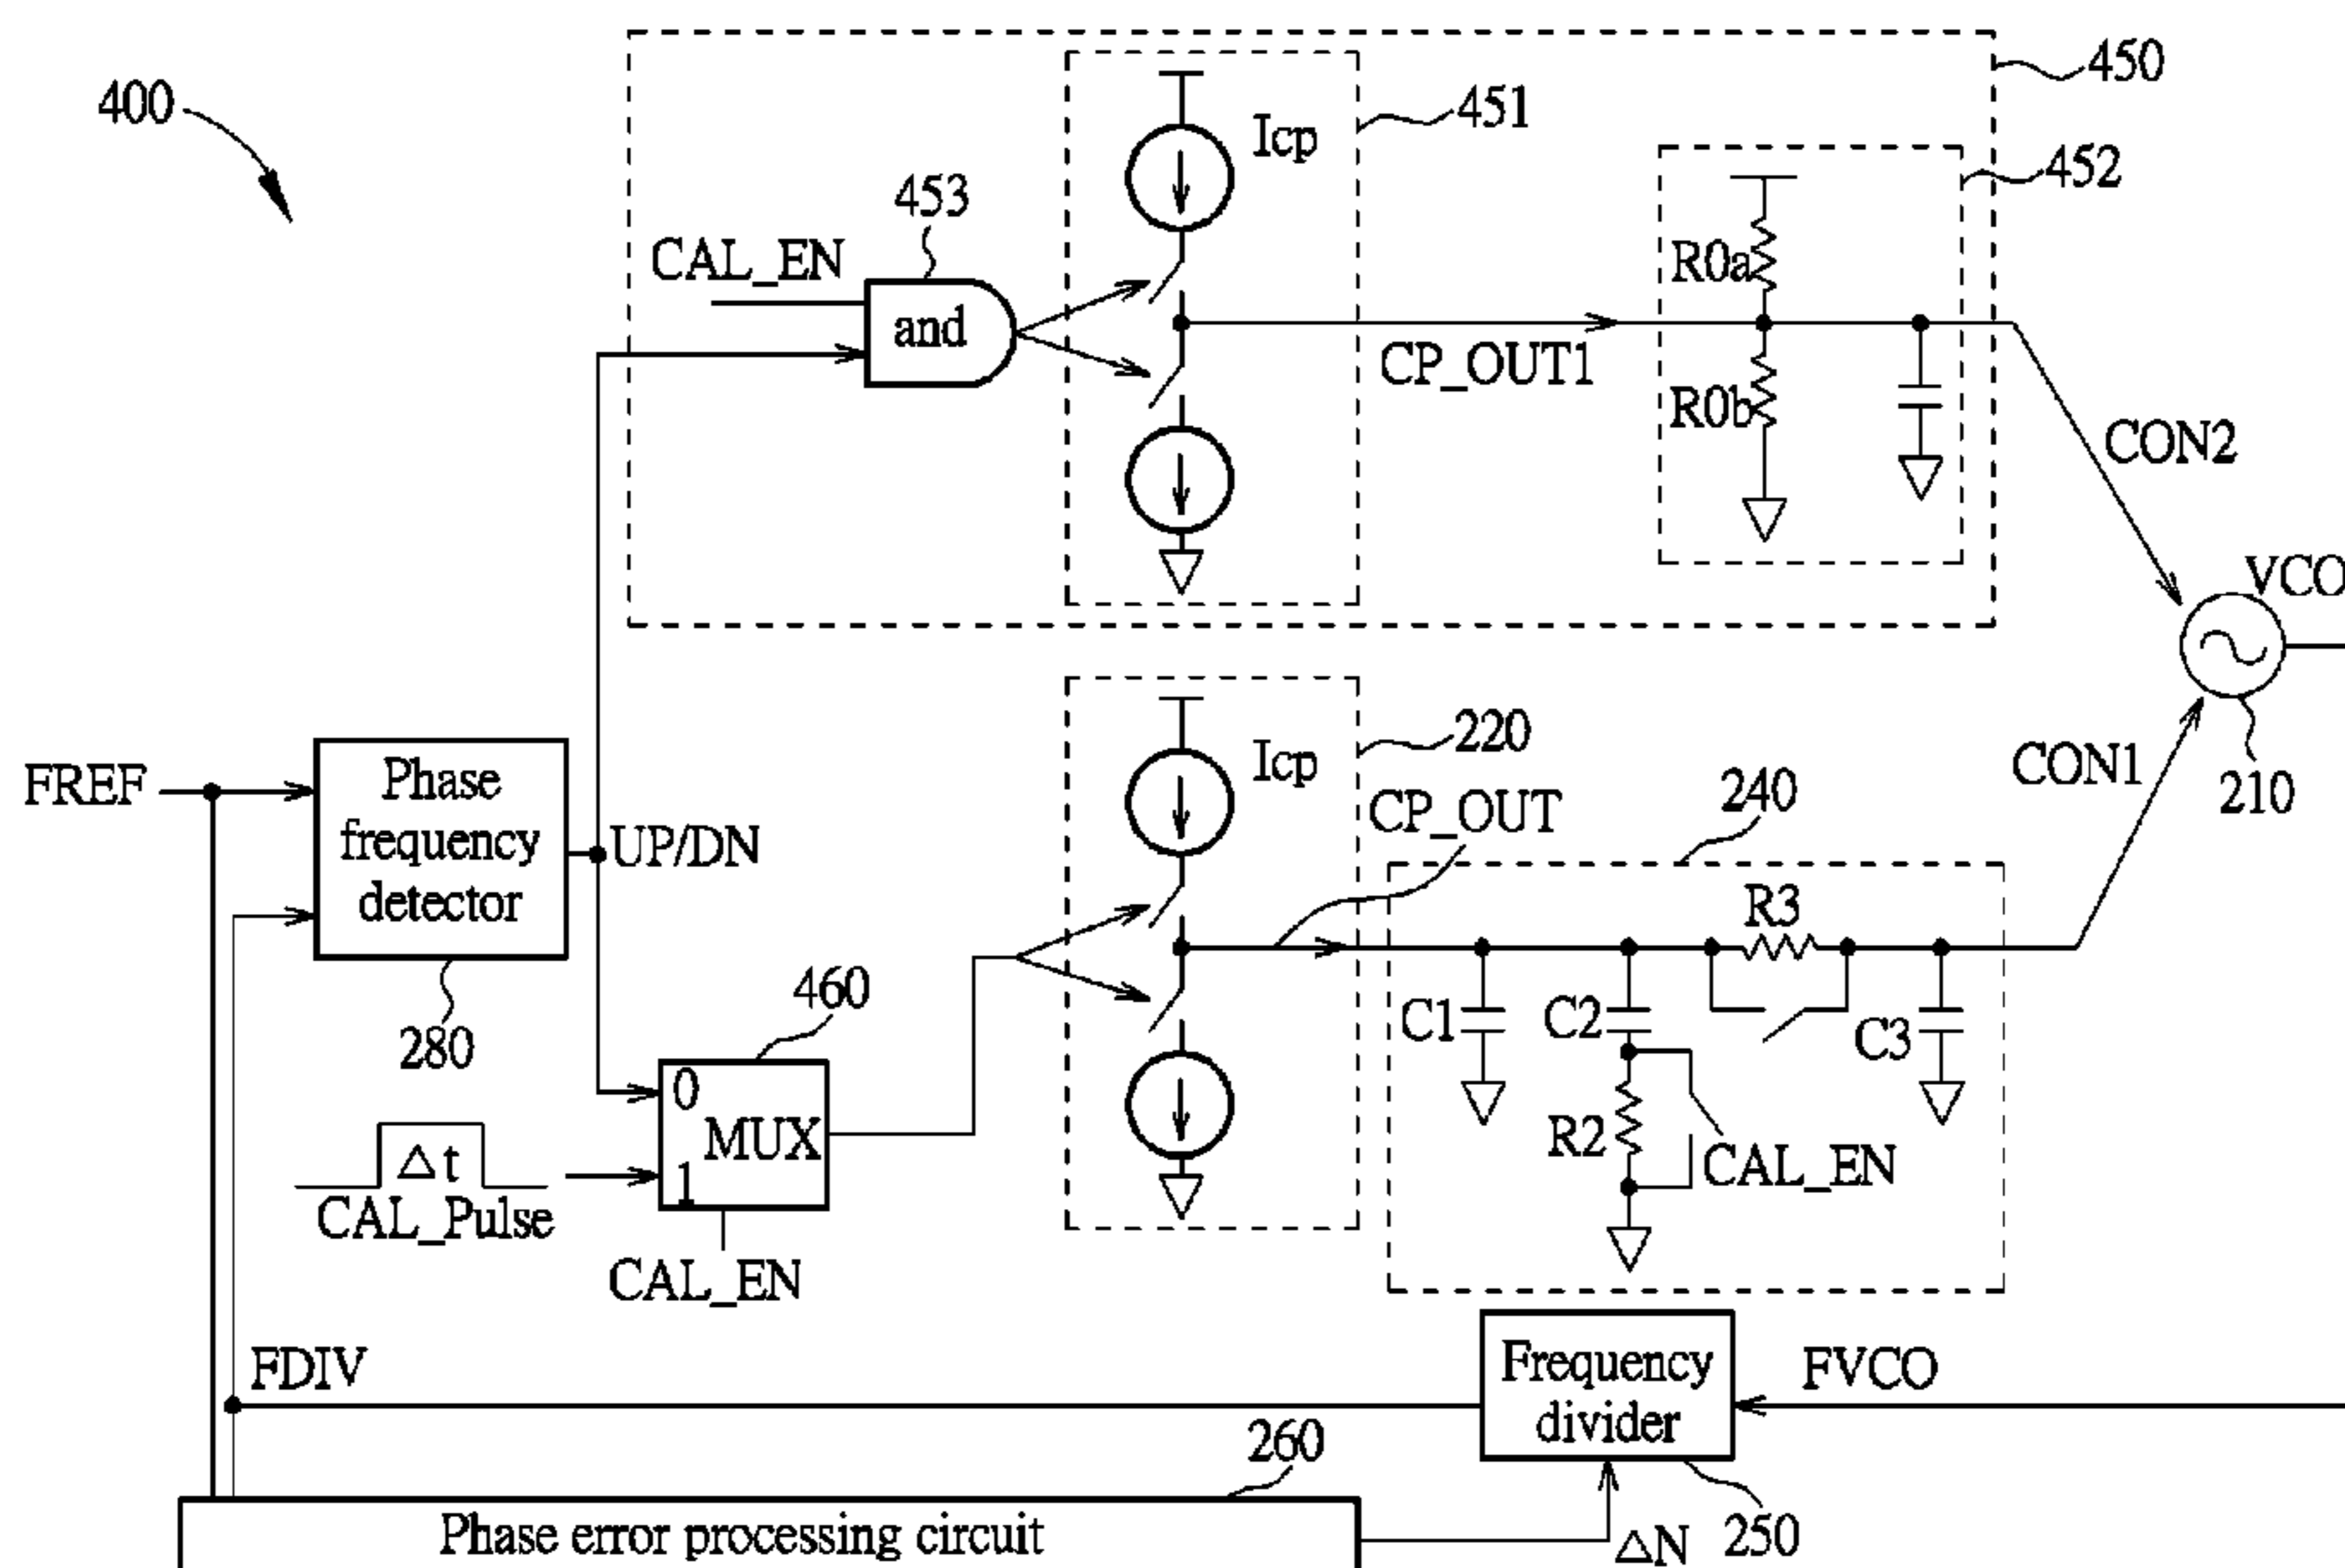 400
450
451
Icp
453
452
CAL_EN
and
R0a
CP_OUT1
R0b
CON2
VCO
210
CON1
220
Icp
CP_OUT
240
FREF
Phase
frequency
detector
UP/DN
280
460
0
MUX
1
△t
CAL_Pulse
CAL_EN
R3
C1
C2
C3
R2
CAL_EN
FDIV
Frequency
divider
FVCO
260
250
Phase error processing circuit
△N